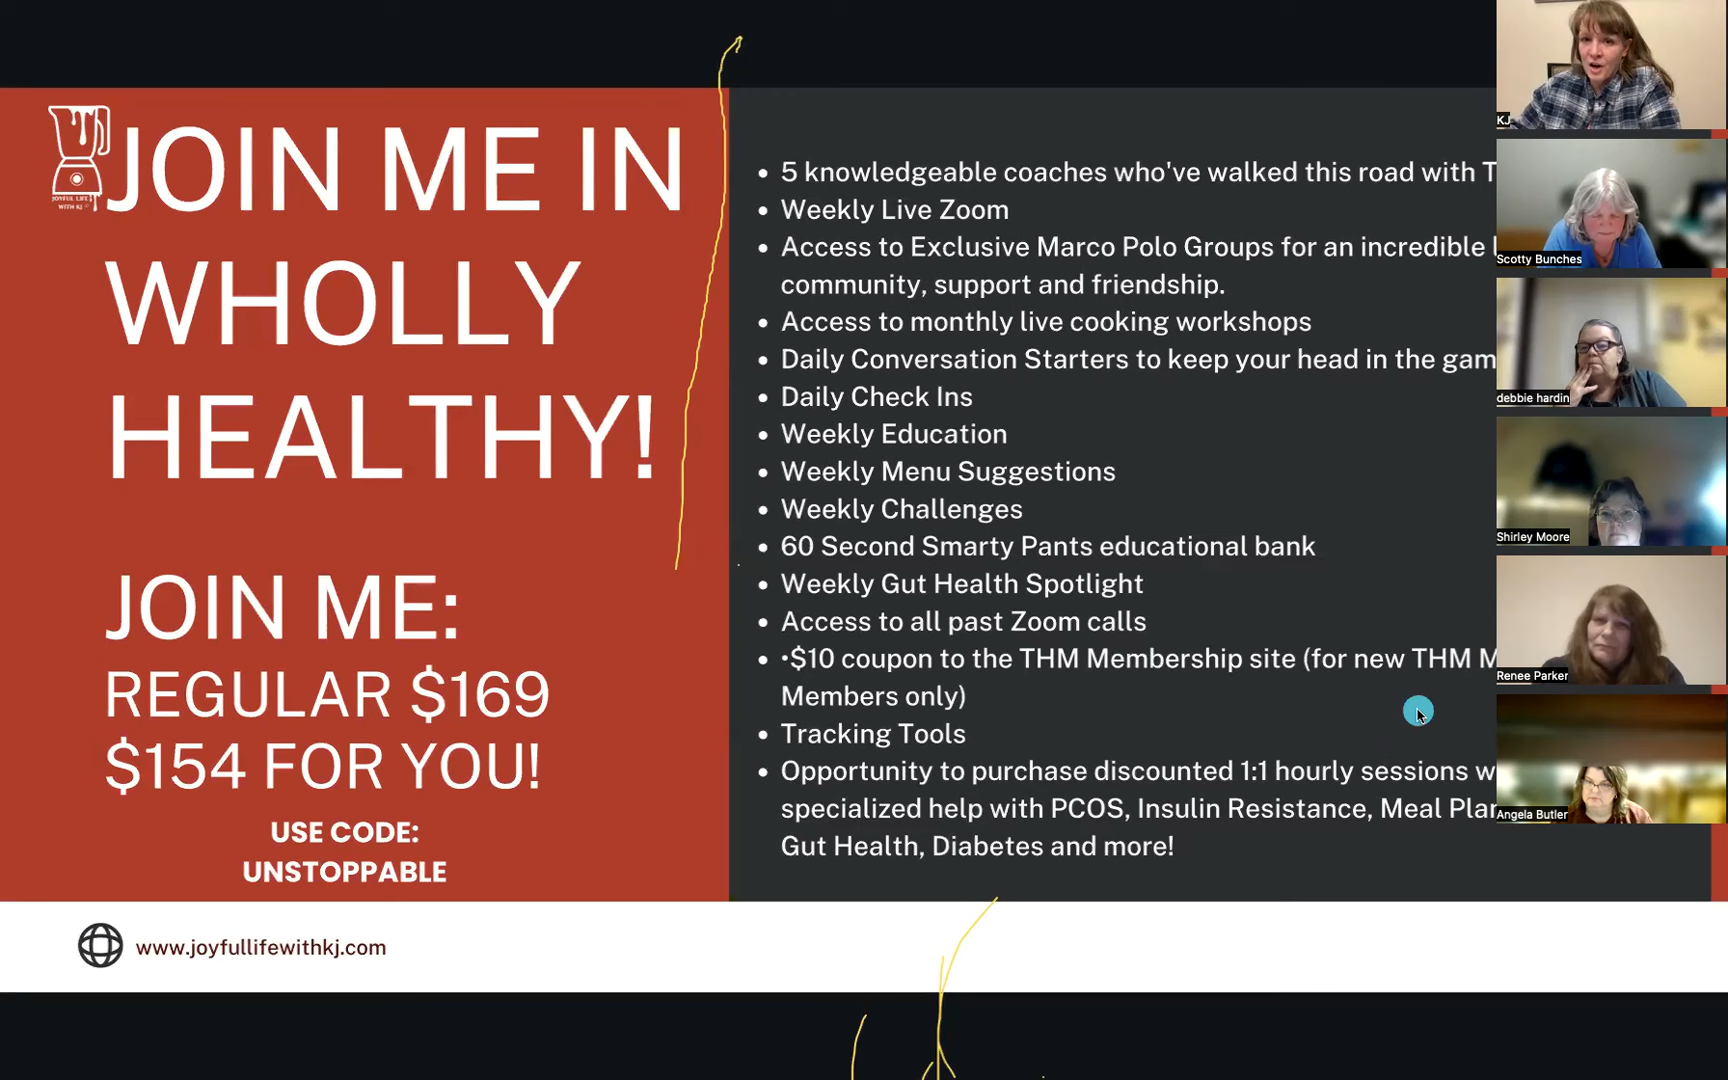 JOIN ME IN
WHOLLY
HEALTHY!
JOYFUL LIFE
WITH KJ
JOIN ME:
REGULAR $169
$154 FOR YOU!
USE CODE:
UNSTOPPABLE
www.joyfullifewithkj.com
• 5 knowledgeable coaches who've walked this road with
• Weekly Live Zoom
• Access to Exclusive Marco Polo Groups for an incredible
community, support and friendship.
• Access to monthly live cooking workshops
• Daily Conversation Starters to keep your head in the gam
• Daily Check Ins
• Weekly Education
• Weekly Menu Suggestions
• Weekly Challenges
• 60 Second Smarty Pants educational bank
• Weekly Gut Health Spotlight
• Access to all past Zoom calls
• •$10 coupon to the THM Membership site (for new THM M
Members only)
• Tracking Tools
• Opportunity to purchase discounted 1:1 hourly sessions w
specialized help with PCOS, Insulin Resistance, Meal Plan
Gut Health, Diabetes and more!
KJ
Scotty Bunches
debbie hardin
Shirley Moore
Renee Parker
Angela Butler